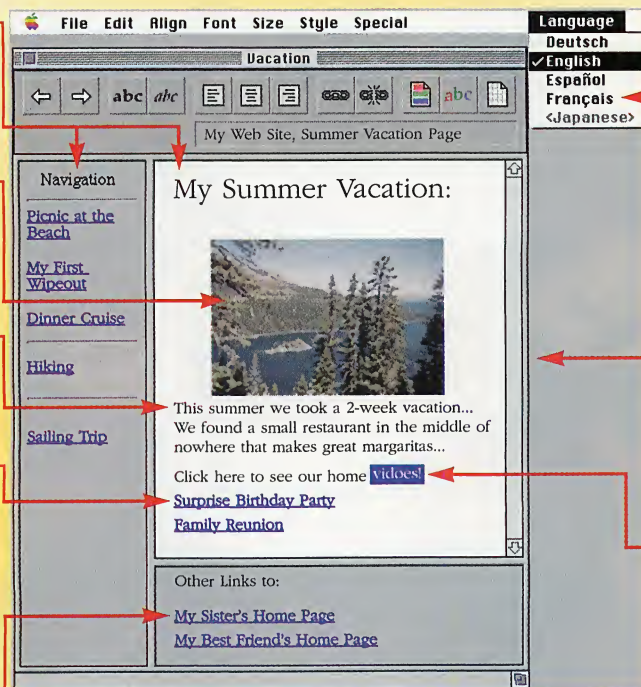 File Edit Align Font Size Style Special
Language
Deutsch
✓English
Español
Français
<Japanese>
Vacation
abc abc abc
My Web Site, Summer Vacation Page
Navigation
Picnic at the
Beach
My First
Wipeout
Dinner Cruise
Hiking
Sailing Trip
My Summer Vacation:
This summer we took a 2-week vacation...
We found a small restaurant in the middle of
nowhere that makes great margaritas...
Click here to see our home vidoes!
Surprise Birthday Party
Family Reunion
Other Links to:
My Sister's Home Page
My Best Friend's Home Page